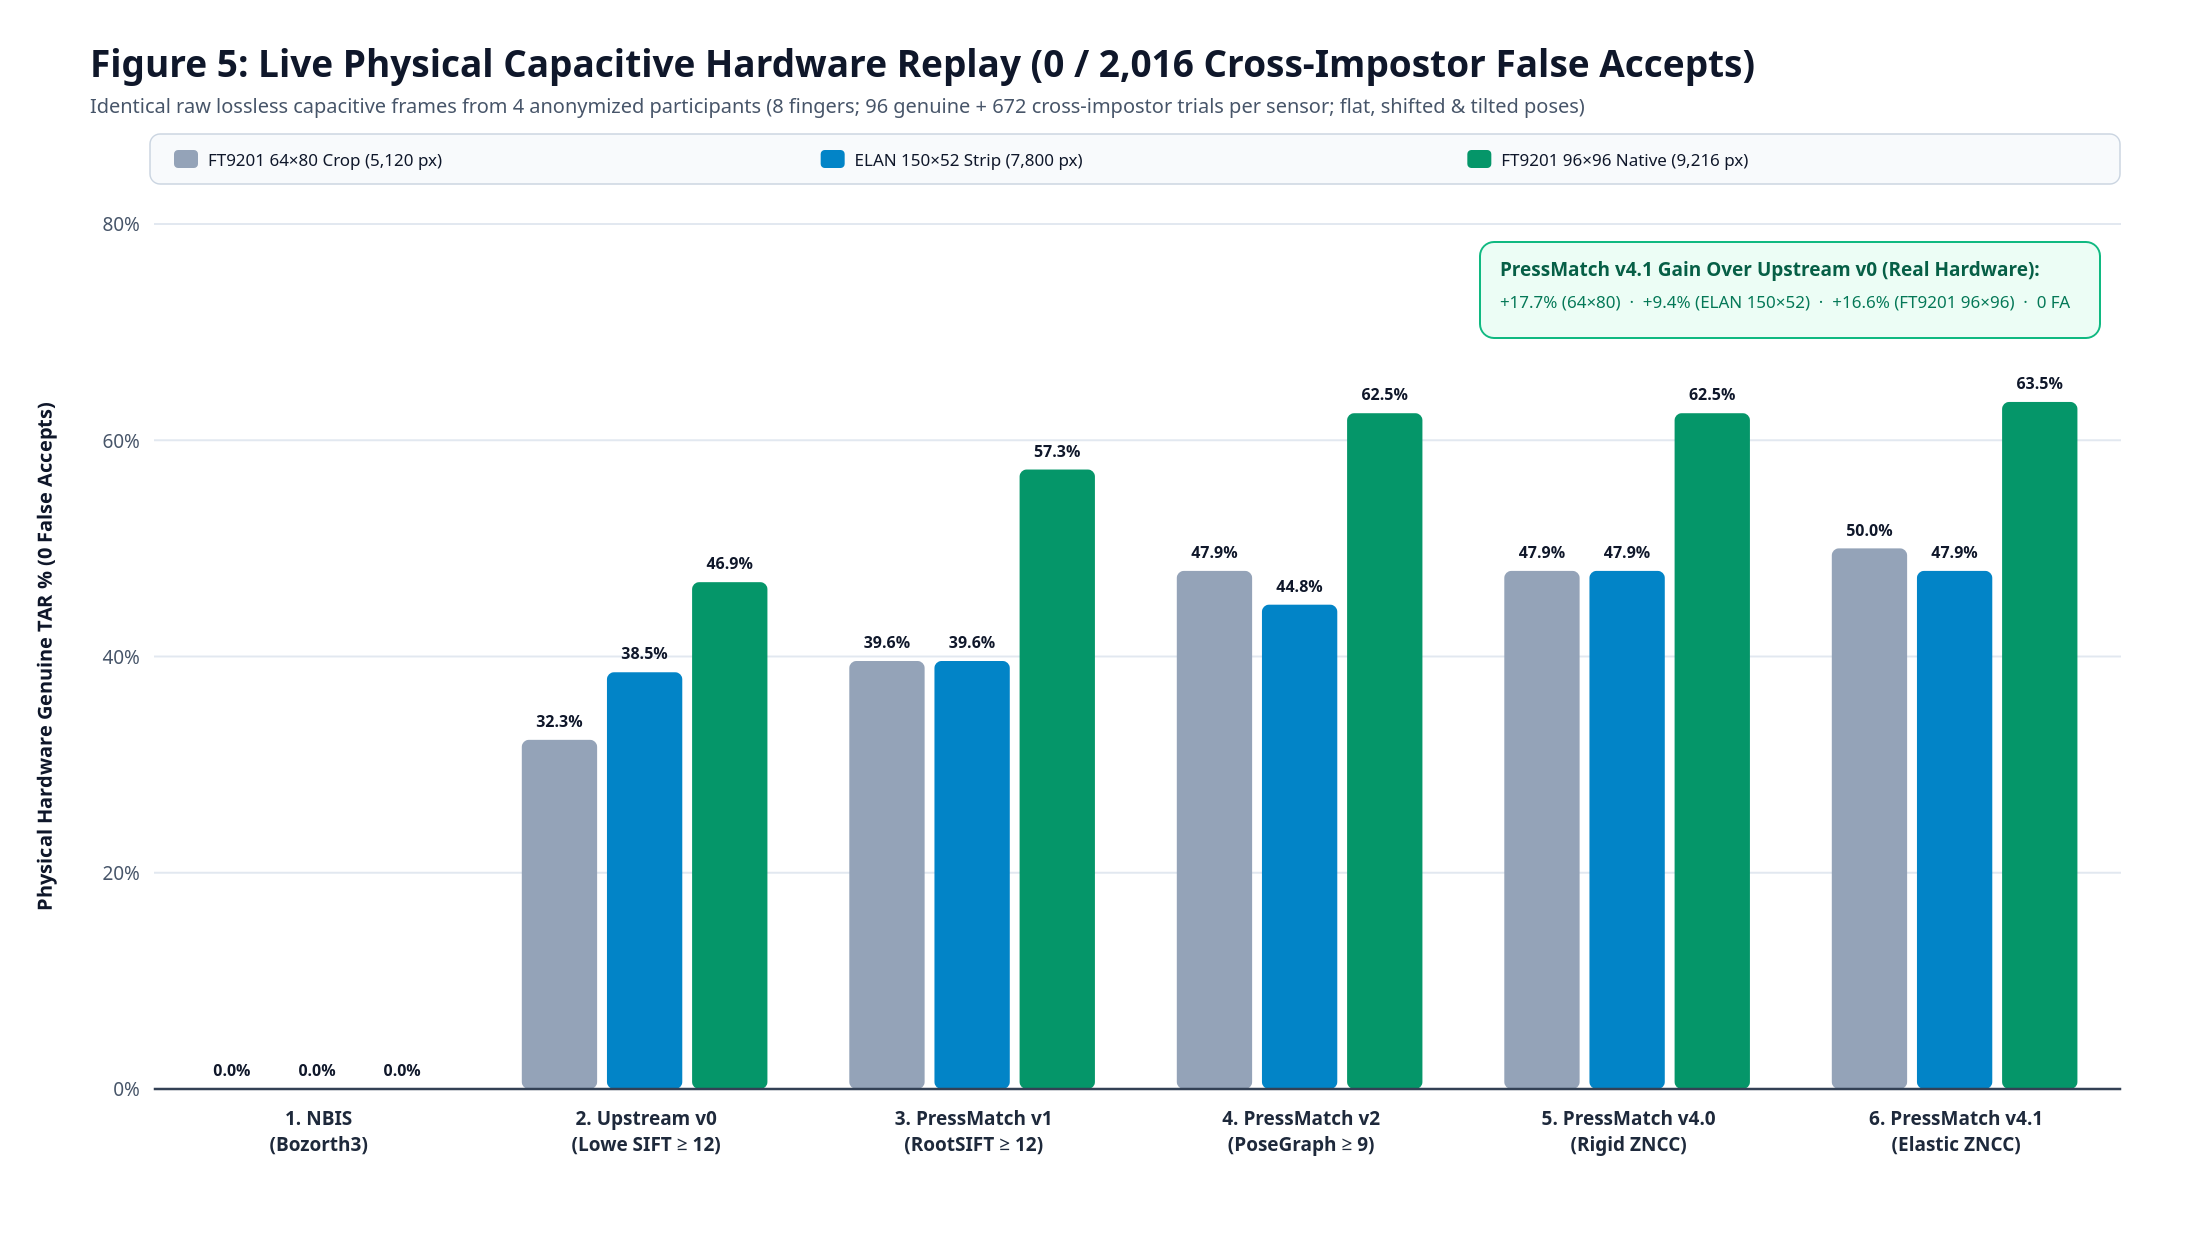 Figure 5: Live Physical Capacitive Hardware Replay (0 / 2,016 Cross-Impostor False Accepts)
Identical raw lossless capacitive frames from 4 anonymized participants (8 fingers; 96 genuine + 672 cross-impostor trials per sensor; flat, shifted & tilted poses)
FT9201 64×80 Crop (5,120 px)
ELAN 150×52 Strip (7,800 px)
FT9201 96×96 Native (9,216 px)
PressMatch v4.1 Gain Over Upstream v0 (Real Hardware):
+17.7% (64×80) · +9.4% (ELAN 150×52) · +16.6% (FT9201 96×96) · 0 FA
Physical Hardware Genuine TAR % (0 False Accepts)
80%
60%
40%
20%
0%
0.0%
0.0%
0.0%
32.3%
38.5%
46.9%
39.6%
39.6%
57.3%
47.9%
44.8%
62.5%
47.9%
47.9%
62.5%
50.0%
47.9%
63.5%
1. NBIS
(Bozorth3)
2. Upstream v0
(Lowe SIFT ≥ 12)
3. PressMatch v1
(RootSIFT ≥ 12)
4. PressMatch v2
(PoseGraph ≥ 9)
5. PressMatch v4.0
(Rigid ZNCC)
6. PressMatch v4.1
(Elastic ZNCC)